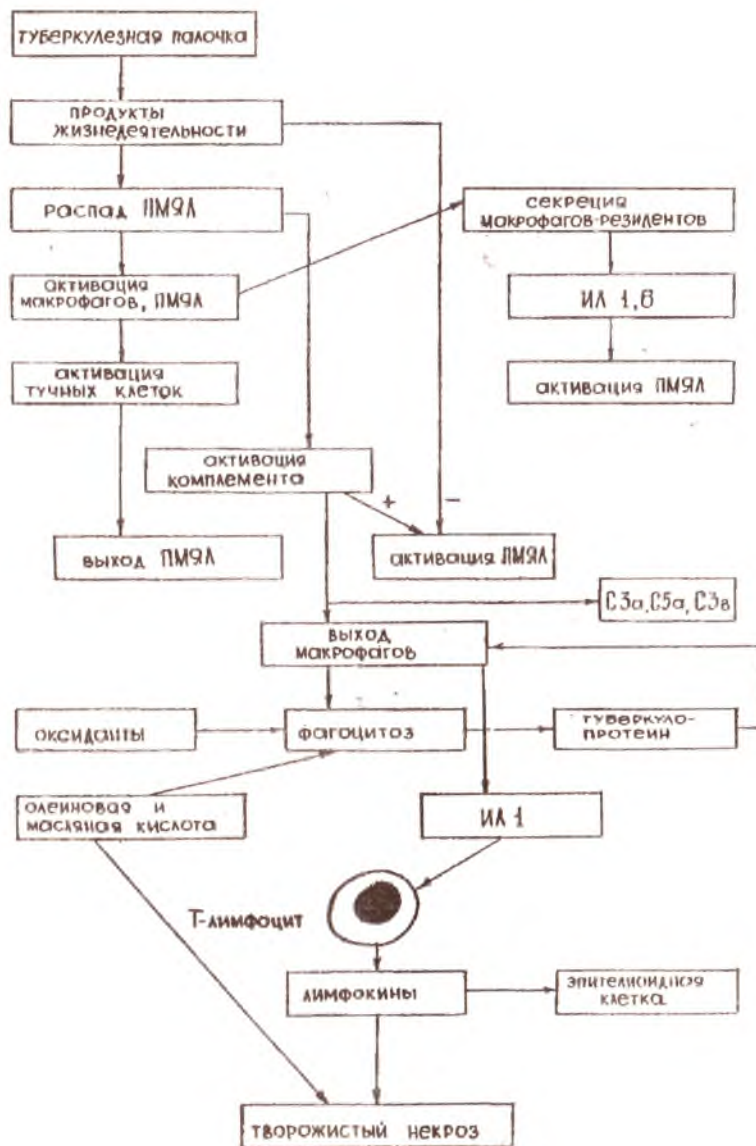 туберкулезная палочка
продукты
жизнедеятельности
распад ПМЯЛ
секреция
макрофагов-резидентов
активация
макрофагов, ПМЯЛ
ИЛ 1,6
активация
тучных клеток
активация ПМЯЛ
активация
комплемента
+
−
выход ПМЯЛ
активация ПМЯЛ
С3а, С5а, С3в
выход
макрофагов
оксиданты
фагоцитоз
туберкуло-
протеин
олеиновая и
масляная кислота
ИЛ 1
Т-лимфоцит
лимфокины
эпителиоидная
клетка
творожистый некроз